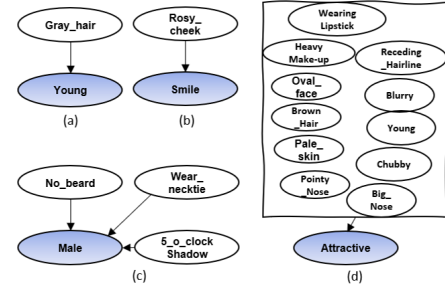 Gray_hair
Young
(a)
Rosy_
cheek
Smile
(b)
No_beard
Wear_
necktie
Male
5_o_clock
Shadow
(c)
Wearing
Lipstick
Heavy
Make-up
Receding
_Hairline
Oval_
face
Blurry
Brown
_Hair
Young
Pale_
skin
Chubby
Pointy
_Nose
Big_
Nose
Attractive
(d)